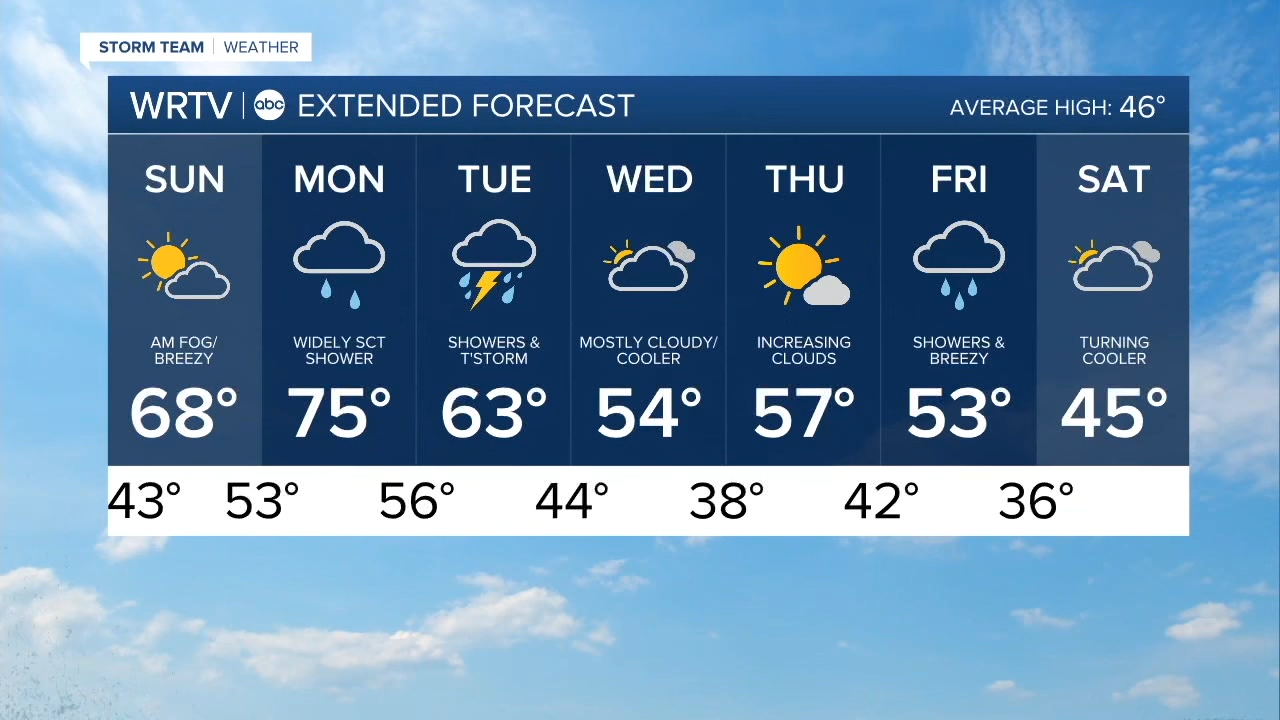 STORM TEAM | WEATHER
WRTV | abc EXTENDED FORECAST
AVERAGE HIGH: 46°
SUN
AM FOG/
BREEZY
68°
MON
WIDELY SCT
SHOWER
75°
TUE
SHOWERS &
T'STORM
63°
WED
MOSTLY CLOUDY/
COOLER
54°
THU
INCREASING
CLOUDS
57°
FRI
SHOWERS &
BREEZY
53°
SAT
TURNING
COOLER
45°
43° 53° 56° 44° 38° 42° 36°